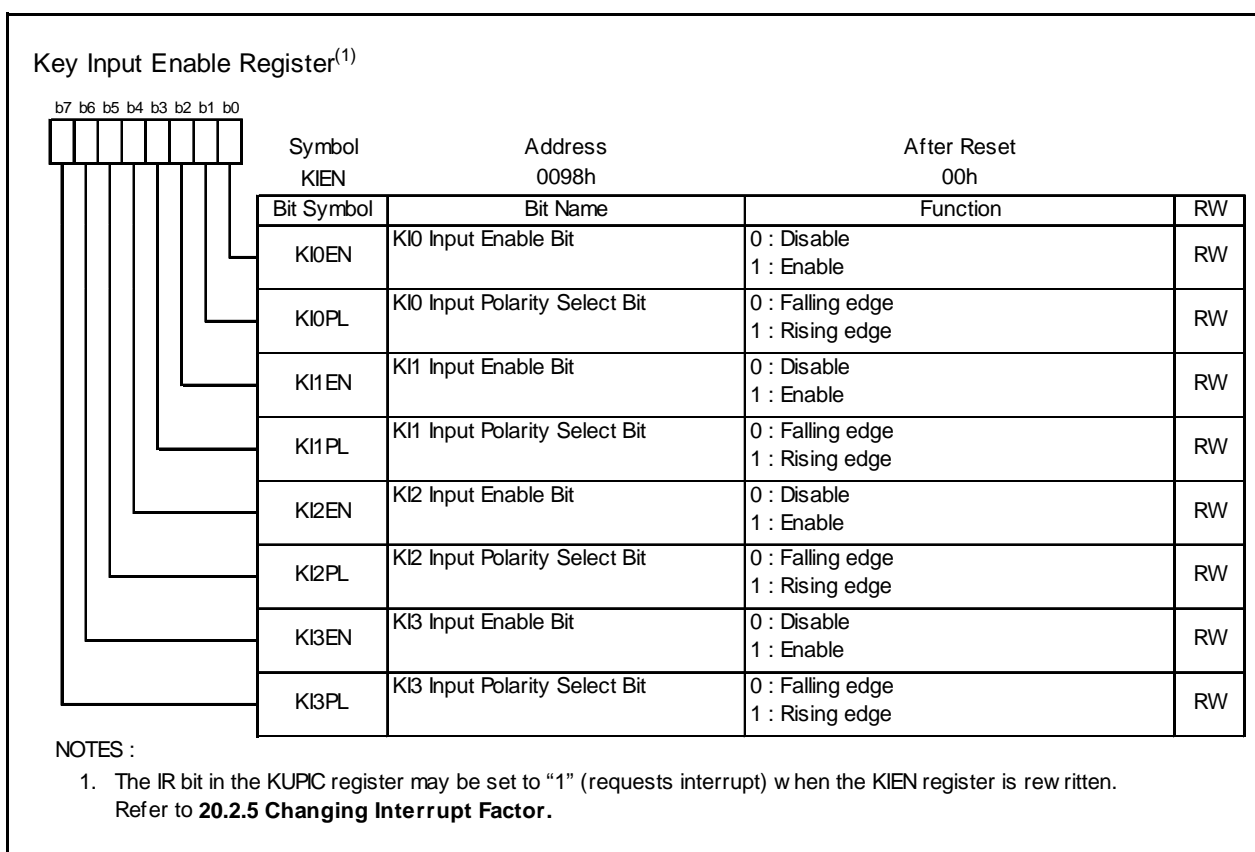 Key Input Enable Register(1)
b7 b6 b5 b4 b3 b2 b1 b0
Symbol Address After Reset
KIEN 0098h 00h
Bit Symbol Bit Name Function RW
KI0EN KI0 Input Enable Bit 0 : Disable RW
1 : Enable
KI0PL KI0 Input Polarity Select Bit 0 : Falling edge RW
1 : Rising edge
KI1EN KI1 Input Enable Bit 0 : Disable RW
1 : Enable
KI1PL KI1 Input Polarity Select Bit 0 : Falling edge RW
1 : Rising edge
KI2EN KI2 Input Enable Bit 0 : Disable RW
1 : Enable
KI2PL KI2 Input Polarity Select Bit 0 : Falling edge RW
1 : Rising edge
KI3EN KI3 Input Enable Bit 0 : Disable RW
1 : Enable
KI3PL KI3 Input Polarity Select Bit 0 : Falling edge RW
1 : Rising edge
NOTES :
1. The IR bit in the KUPIC register may be set to “1” (requests interrupt) when the KIEN register is rewritten.
Refer to 20.2.5 Changing Interrupt Factor.